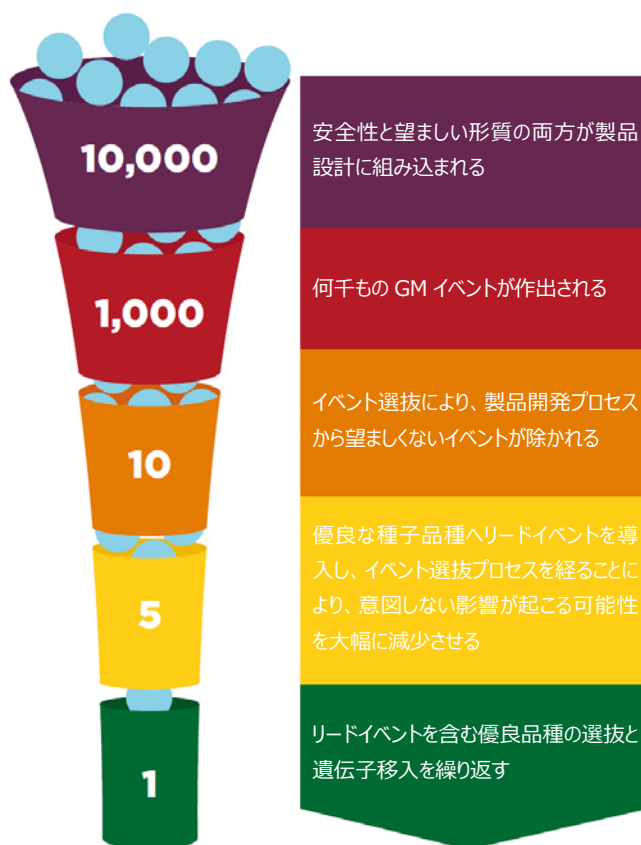 10,000
安全性と望ましい形質の両方が製品
設計に組み込まれる
1,000
何千もの GM イベントが作出される
10
イベント選抜により、製品開発プロセス
から望ましくないイベントが除かれる
5
優良な種子品種へリードイベントを導
入し、イベント選抜プロセスを経ることに
より、意図しない影響が起こる可能性
を大幅に減少させる
1
リードイベントを含む優良品種の選抜と
遺伝子移入を繰り返す